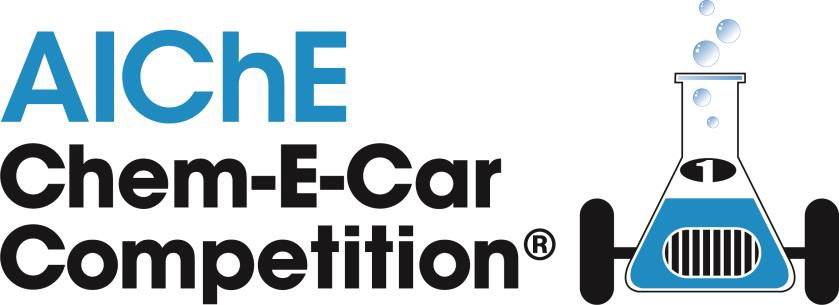 AIChE
Chem-E-Car
Competition®
1